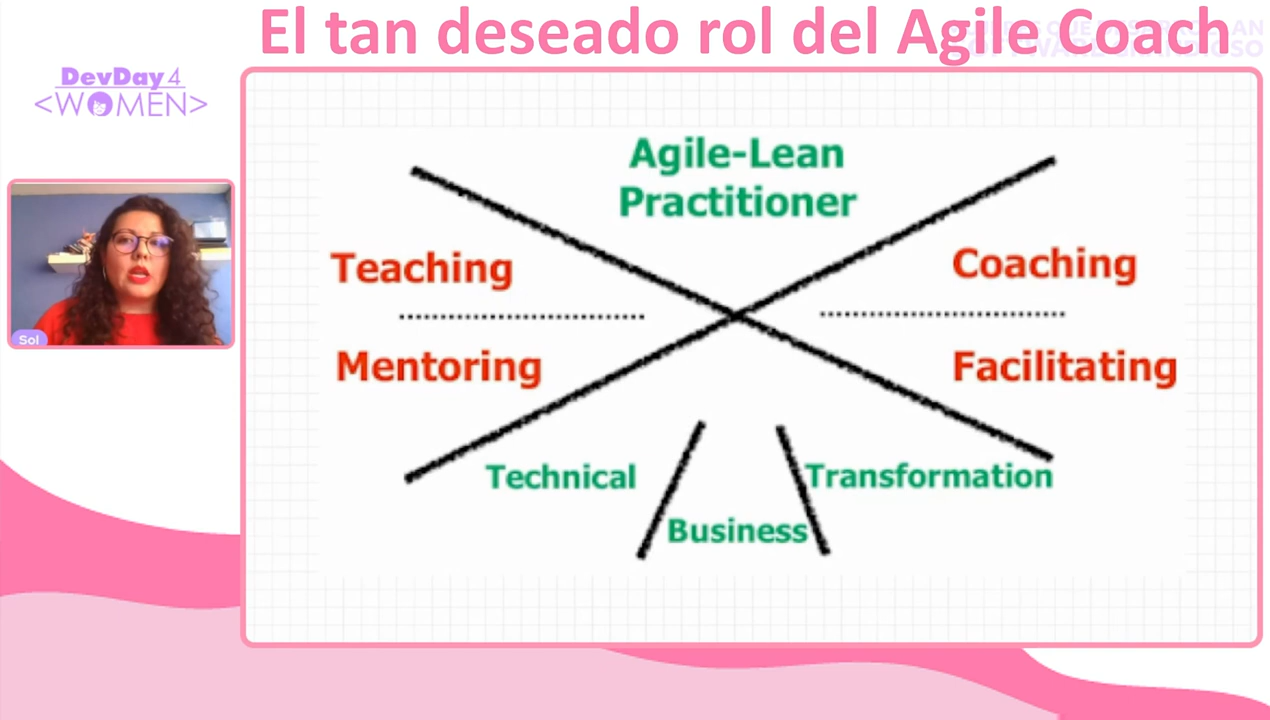 El tan deseado rol del Agile Coach
DevDay4
<WOMEN>
Sol
Agile-Lean
Practitioner
Teaching
Coaching
Mentoring
Facilitating
Technical
Transformation
Business